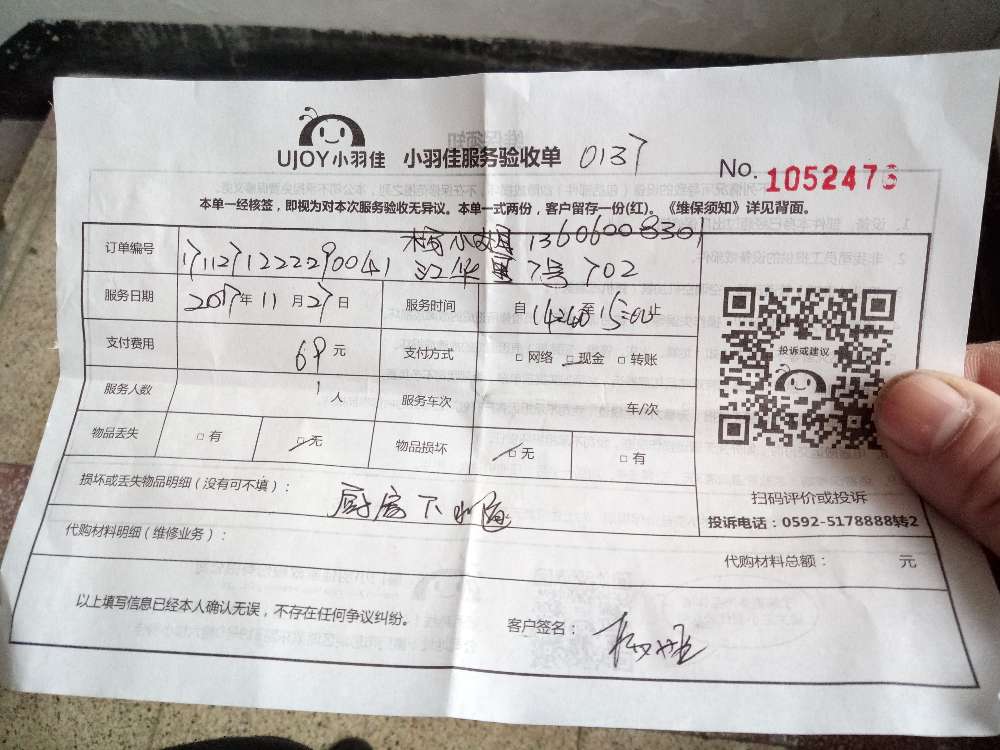 UJOY小羽佳 小羽佳服务验收单 0137
No. 1052473
本单一经核签，即视为对本次服务验收无异议。本单一式两份，客户留存一份(红)。《维保须知》详见背面。
13606008301
订单编号 1711271222290041 7号702
服务日期 2017年11月27日 服务时间 自14:40至15:00止
支付费用 68元 支付方式 □网络 □现金 □转账
服务人数 1人 服务车次 车/次
物品丢失 □有 □无 物品损坏 □无 □有
投诉或建议
扫码评价或投诉
投诉电话：0592-5178888转2
损坏或丢失物品明细（没有可不填）：
厨房下水道
代购材料明细（维修业务）：
代购材料总额： 元
以上填写信息已经本人确认无误，不存在任何争议纠纷。
客户签名：